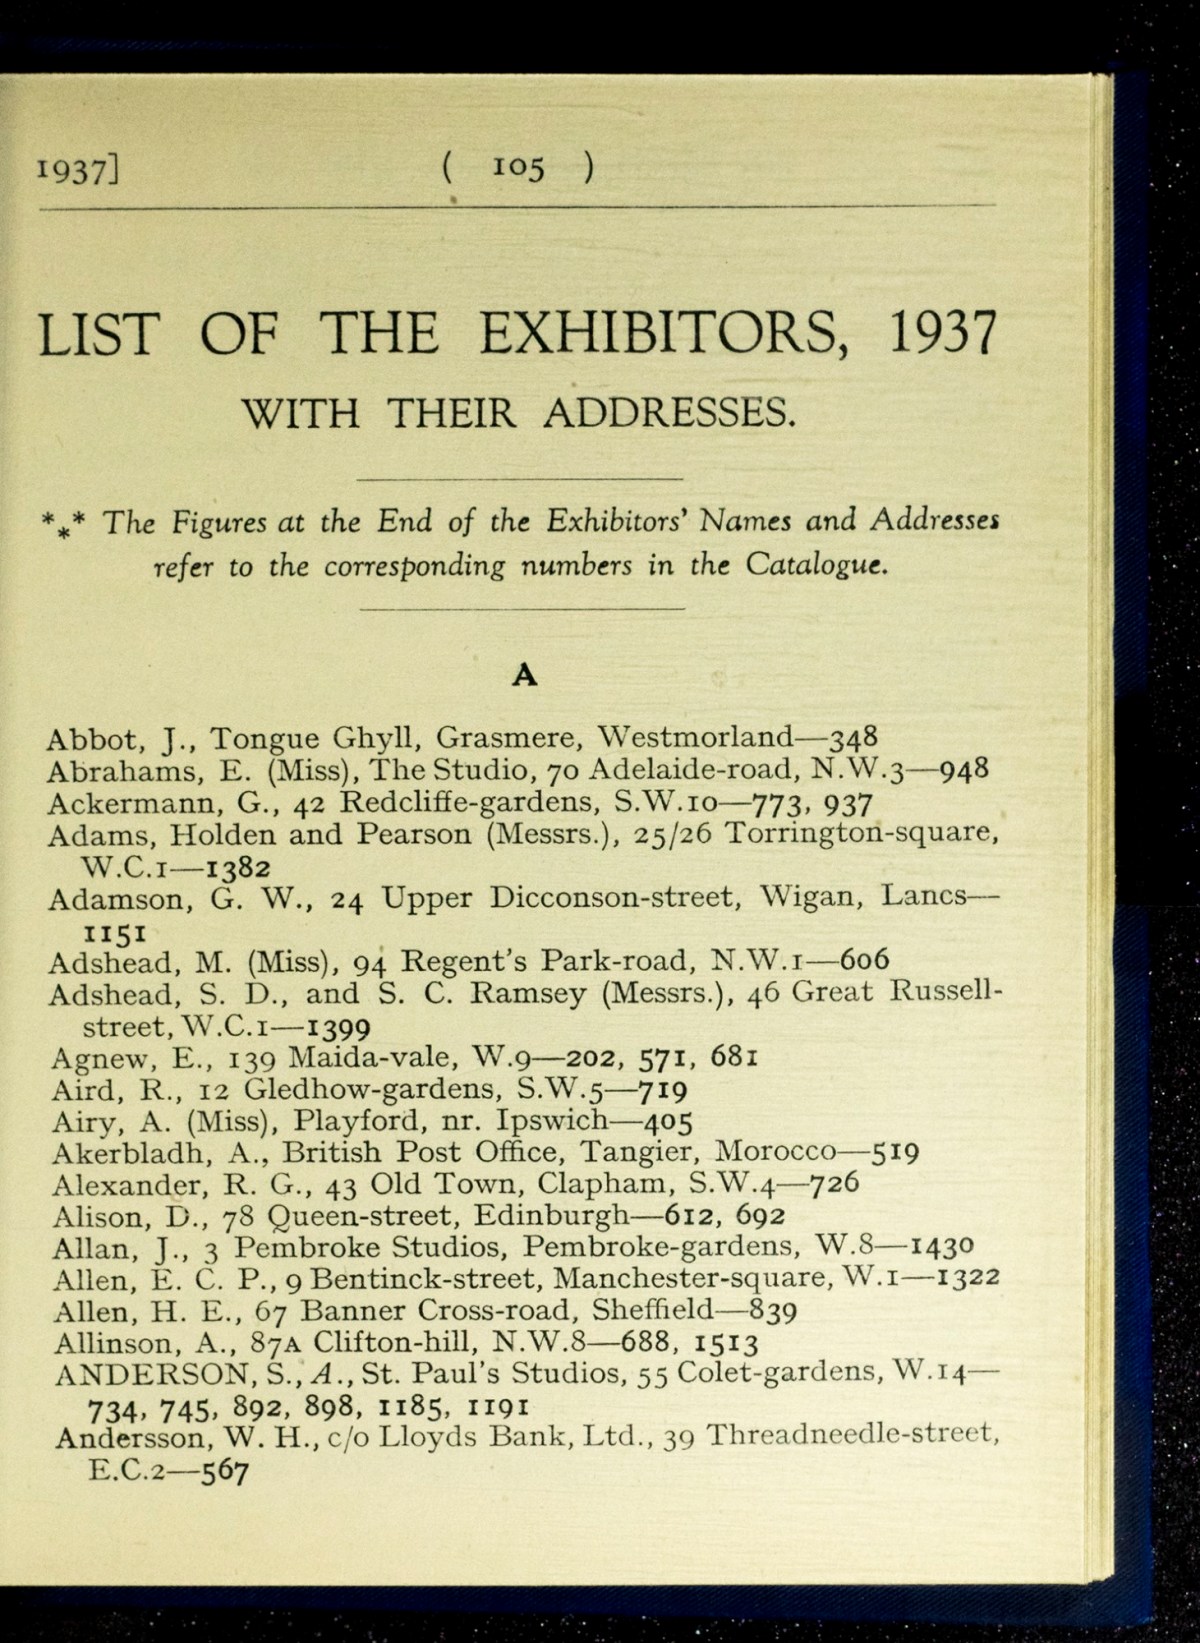 1937] ( 105 )
LIST OF THE EXHIBITORS, 1937
WITH THEIR ADDRESSES.
*** The Figures at the End of the Exhibitors' Names and Addresses
refer to the corresponding numbers in the Catalogue.
A
Abbot, J., Tongue Ghyll, Grasmere, Westmorland—348
Abrahams, E. (Miss), The Studio, 70 Adelaide-road, N.W.3—948
Ackermann, G., 42 Redcliffe-gardens, S.W.10—773, 937
Adams, Holden and Pearson (Messrs.), 25/26 Torrington-square,
W.C.1—1382
Adamson, G. W., 24 Upper Dicconson-street, Wigan, Lancs—
1151
Adshead, M. (Miss), 94 Regent's Park-road, N.W.1—606
Adshead, S. D., and S. C. Ramsey (Messrs.), 46 Great Russell-
street, W.C.1—1399
Agnew, E., 139 Maida-vale, W.9—202, 571, 681
Aird, R., 12 Gledhow-gardens, S.W.5—719
Airy, A. (Miss), Playford, nr. Ipswich—405
Akerbladh, A., British Post Office, Tangier, Morocco—519
Alexander, R. G., 43 Old Town, Clapham, S.W.4—726
Alison, D., 78 Queen-street, Edinburgh—612, 692
Allan, J., 3 Pembroke Studios, Pembroke-gardens, W.8—1430
Allen, E. C. P., 9 Bentinck-street, Manchester-square, W.1—1322
Allen, H. E., 67 Banner Cross-road, Sheffield—839
Allinson, A., 87A Clifton-hill, N.W.8—688, 1513
ANDERSON, S., A., St. Paul's Studios, 55 Colet-gardens, W.14—
734, 745, 892, 898, 1185, 1191
Andersson, W. H., c/o Lloyds Bank, Ltd., 39 Threadneedle-street,
E.C.2—567